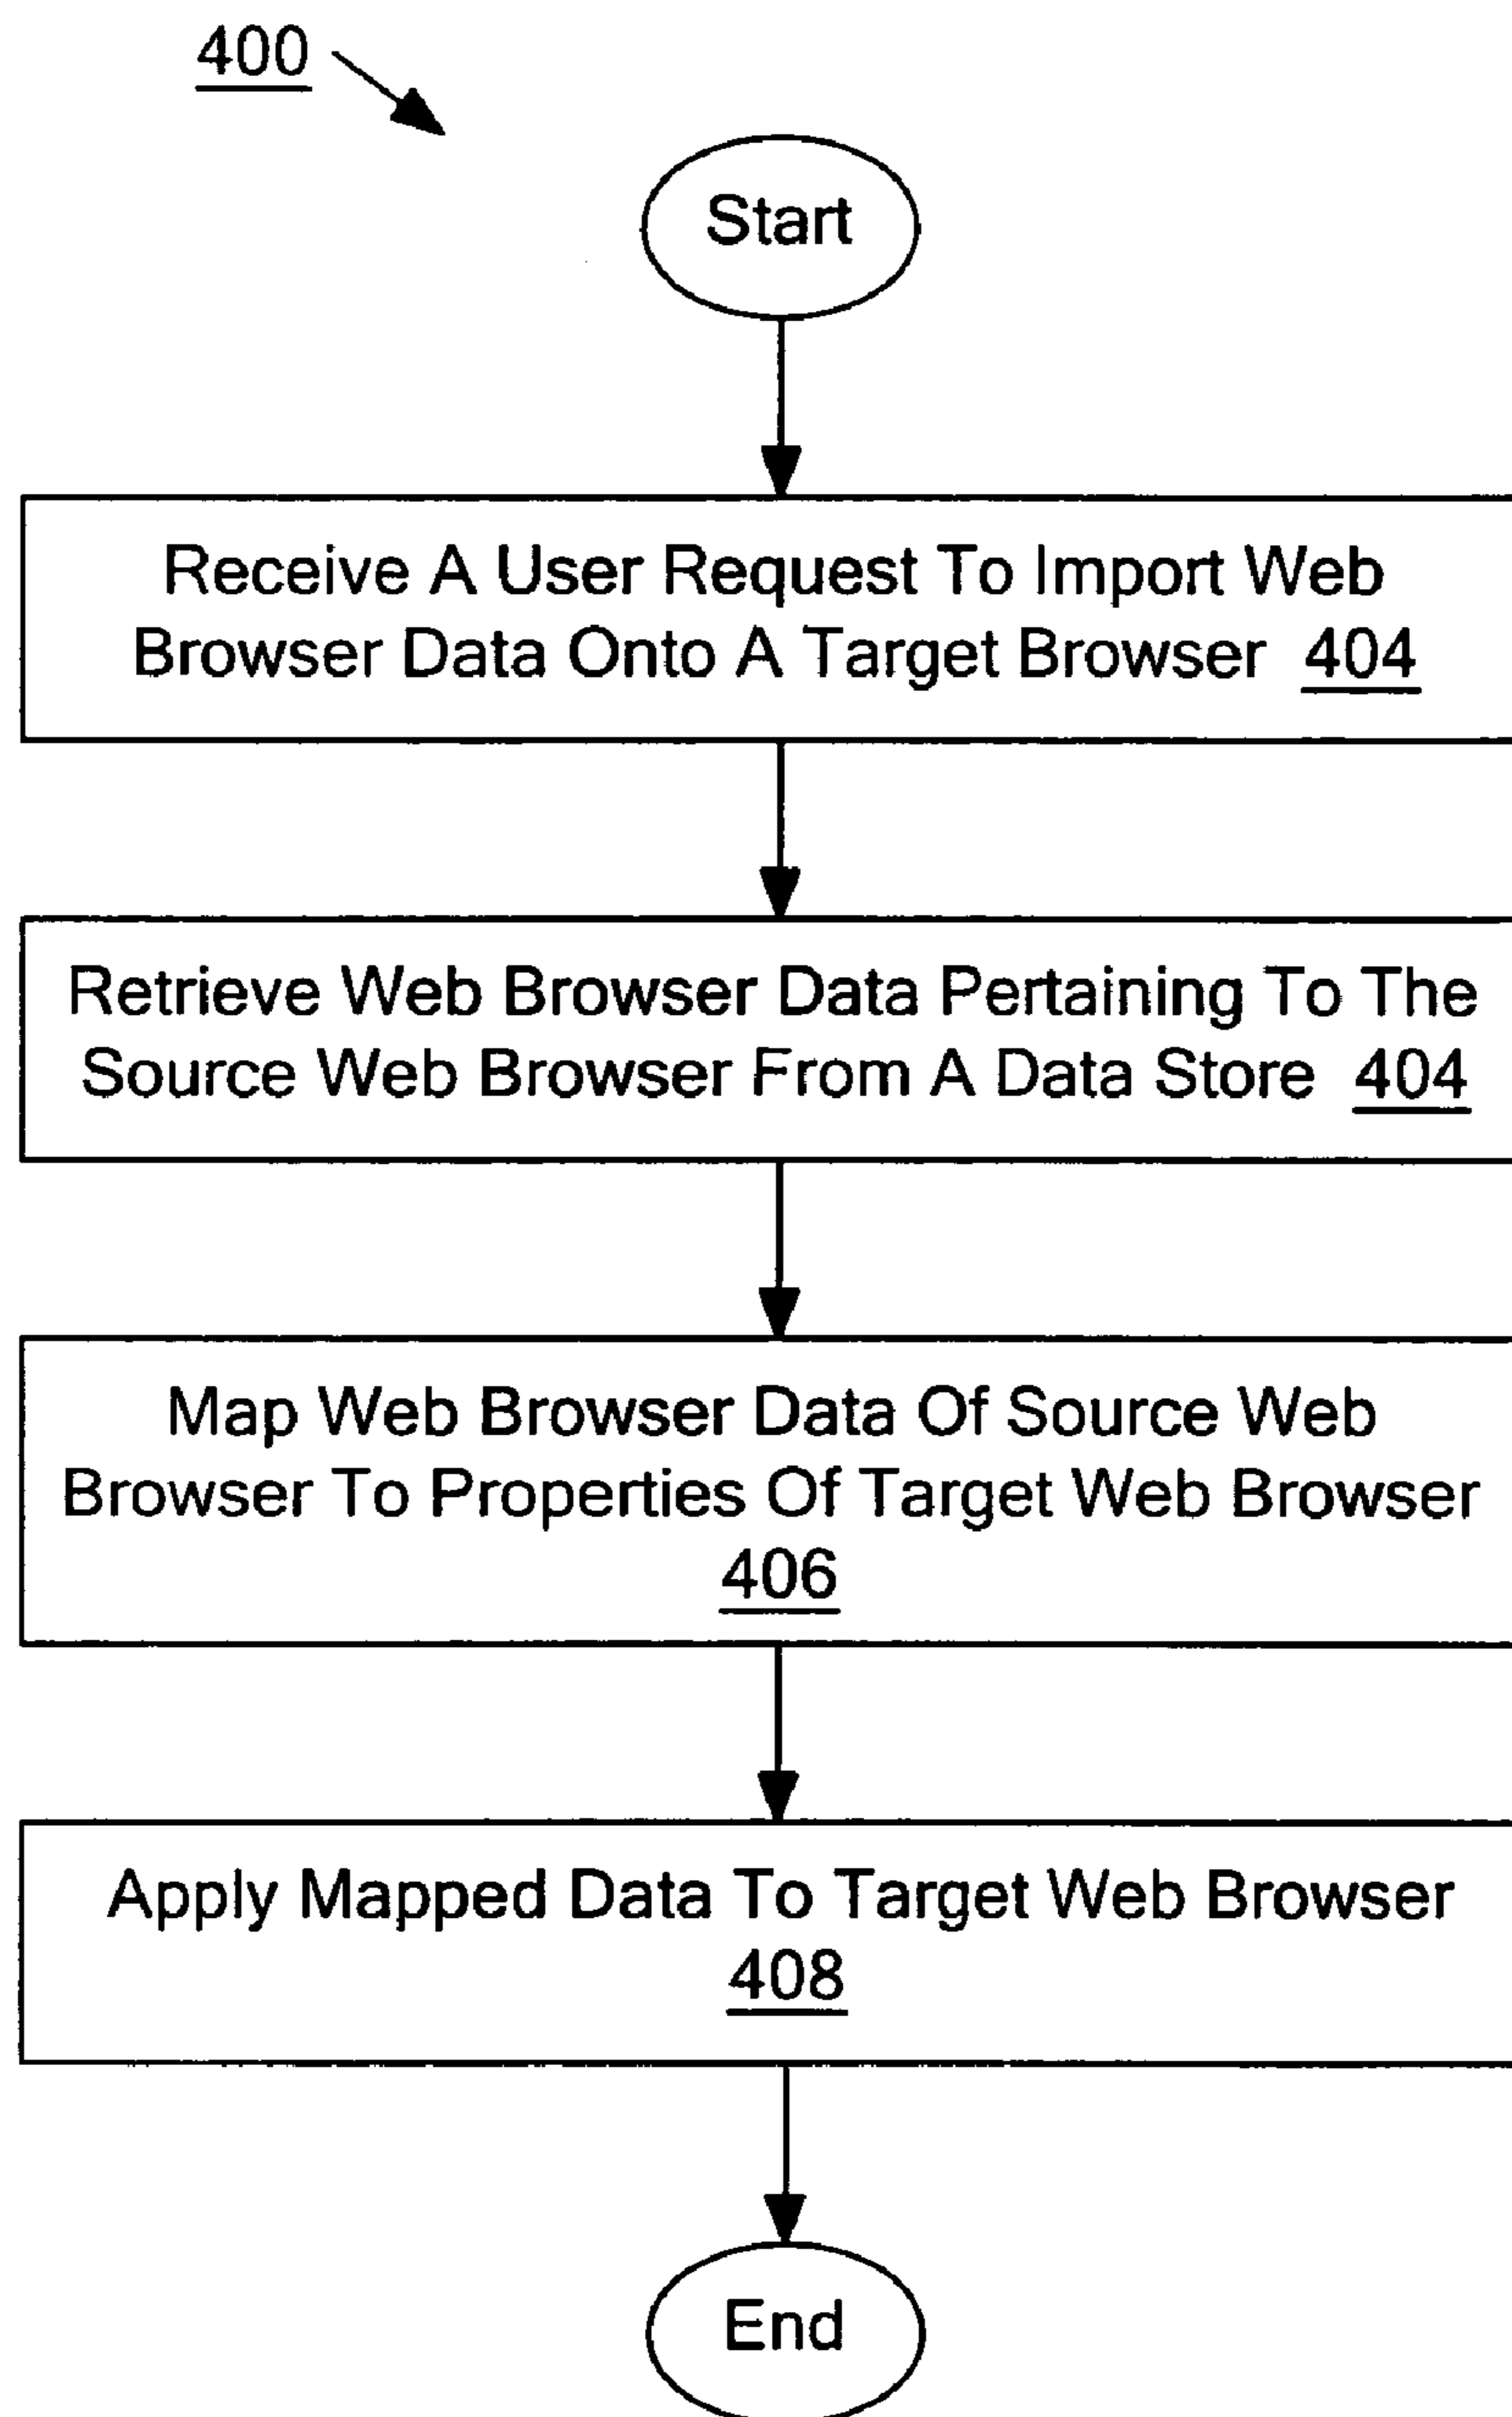 400
Start
Receive A User Request To Import Web
Browser Data Onto A Target Browser 404
Retrieve Web Browser Data Pertaining To The
Source Web Browser From A Data Store 404
Map Web Browser Data Of Source Web
Browser To Properties Of Target Web Browser
406
Apply Mapped Data To Target Web Browser
408
End